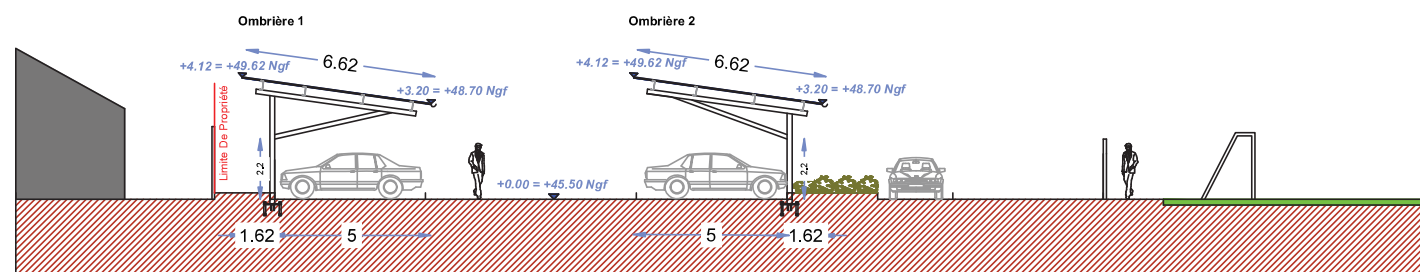 Ombrière 1
Ombrière 2
+4.12 = +49.62 Ngf
6.62
+3.20 = +48.70 Ngf
+4.12 = +49.62 Ngf
6.62
+3.20 = +48.70 Ngf
Limite De Propriété
2.2
2.2
+0.00 = +45.50 Ngf
1.62
5
5
1.62